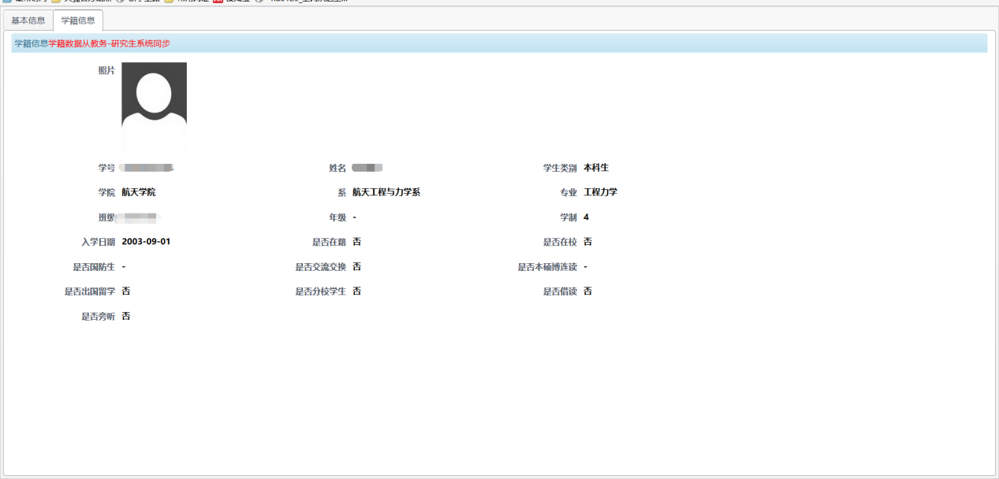 基本信息 学籍信息
学籍信息学籍数据从教务-研究生系统同步
照片
学号 姓名 学生类别 本科生
学院 航天学院 系 航天工程与力学系 专业 工程力学
班级 年级 - 学制 4
入学日期 2003-09-01 是否在籍 否 是否在校 否
是否国防生 - 是否交流交换 否 是否本硕博连读 -
是否出国留学 否 是否分校学生 否 是否借读 否
是否旁听 否